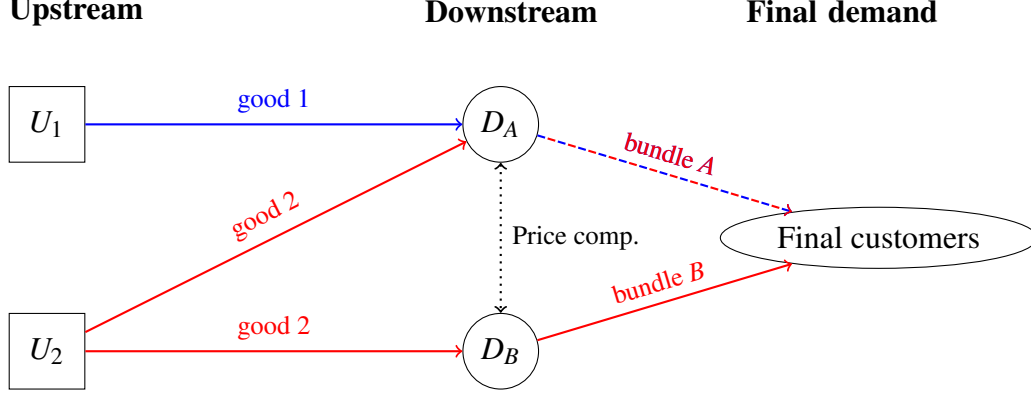 Upstream
Downstream
Final demand
U1
good 1
DA
bundle A
good 2
Price comp.
Final customers
bundle B
U2
good 2
DB